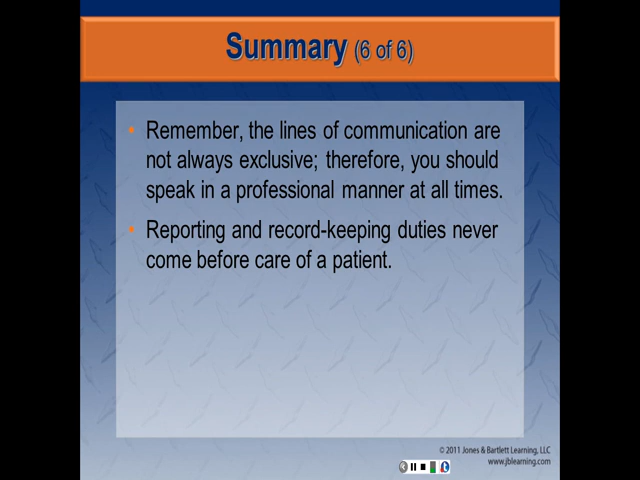 Summary (6 of 6)
• Remember, the lines of communication are
not always exclusive; therefore, you should
speak in a professional manner at all times.
• Reporting and record-keeping duties never
come before care of a patient.
© 2011 Jones & Bartlett Learning, LLC
www.jblearning.com